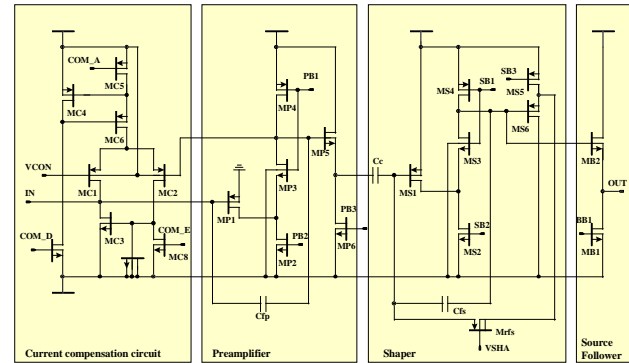 COM_A
MC5
MC4
MC6
VCON
MC1
MC2
IN
MC3
COM_D
COM_E
MC8
Current compensation circuit
PB1
MP4
MP5
MP3
MP1
PB2
MP2
PB3
MP6
Cfp
Preamplifier
Cc
MS4
SB1
SB3
MS5
MS6
MS3
MS1
SB2
MS2
Cfs
Mrfs
VSHA
Shaper
MB2
OUT
BB1
MB1
Source
Follower